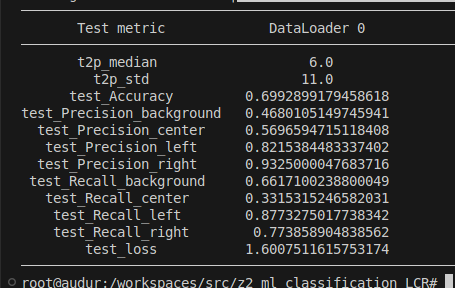 Test metric DataLoader 0
t2p_median 6.0
t2p_std 11.0
test_Accuracy 0.6992899179458618
test_Precision_background 0.4680105149745941
test_Precision_center 0.5696594715118408
test_Precision_left 0.8215384483337402
test_Precision_right 0.9325000047683716
test_Recall_background 0.6617100238800049
test_Recall_center 0.3315315246582031
test_Recall_left 0.8773275017738342
test_Recall_right 0.773858904838562
test_loss 1.6007511615753174
root@audur:/workspaces/src/z2_ml_classification_LCR#